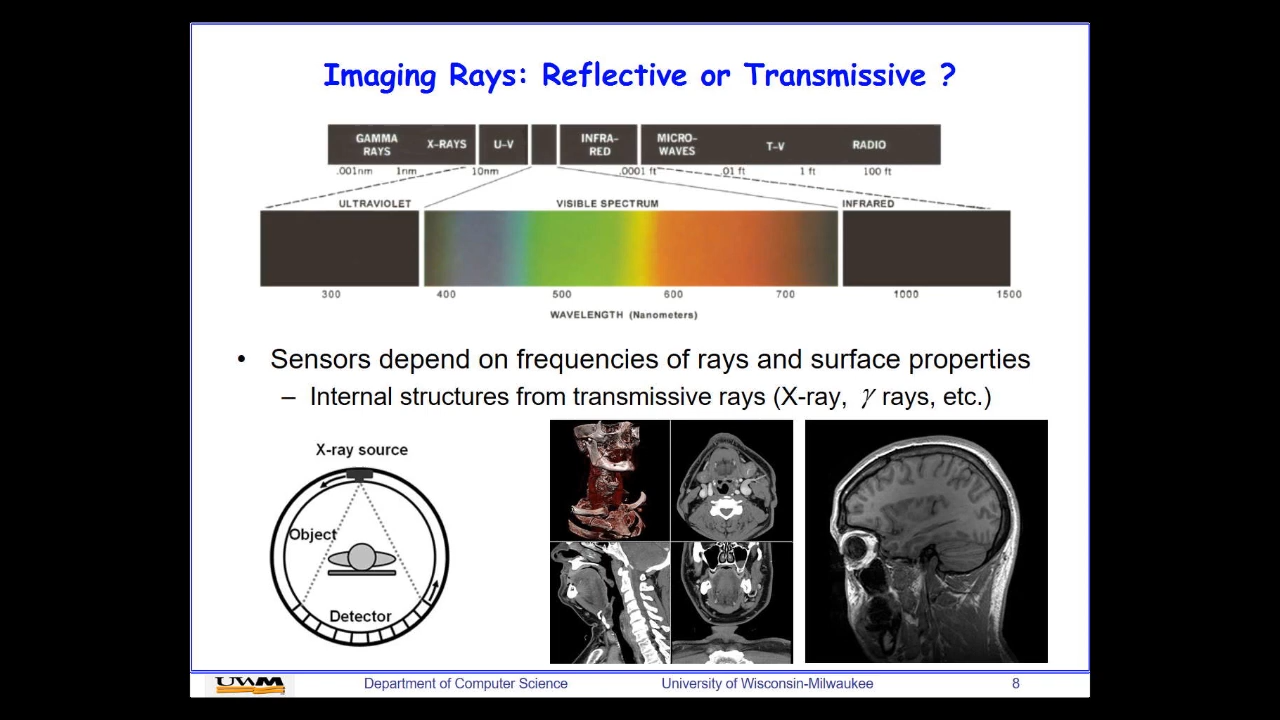 Imaging Rays: Reflective or Transmissive ?
GAMMA RAYS X-RAYS U-V INFRA-RED MICRO-WAVES T-V RADIO
.001nm 1nm 10nm .0001 ft .01 ft 1 ft 100 ft
ULTRAVIOLET VISIBLE SPECTRUM INFRARED
300 400 500 600 700 1000 1500
WAVELENGTH (Nanometers)
• Sensors depend on frequencies of rays and surface properties
– Internal structures from transmissive rays (X-ray, γ rays, etc.)
X-ray source
Object
Detector
UWM Department of Computer Science University of Wisconsin-Milwaukee 8